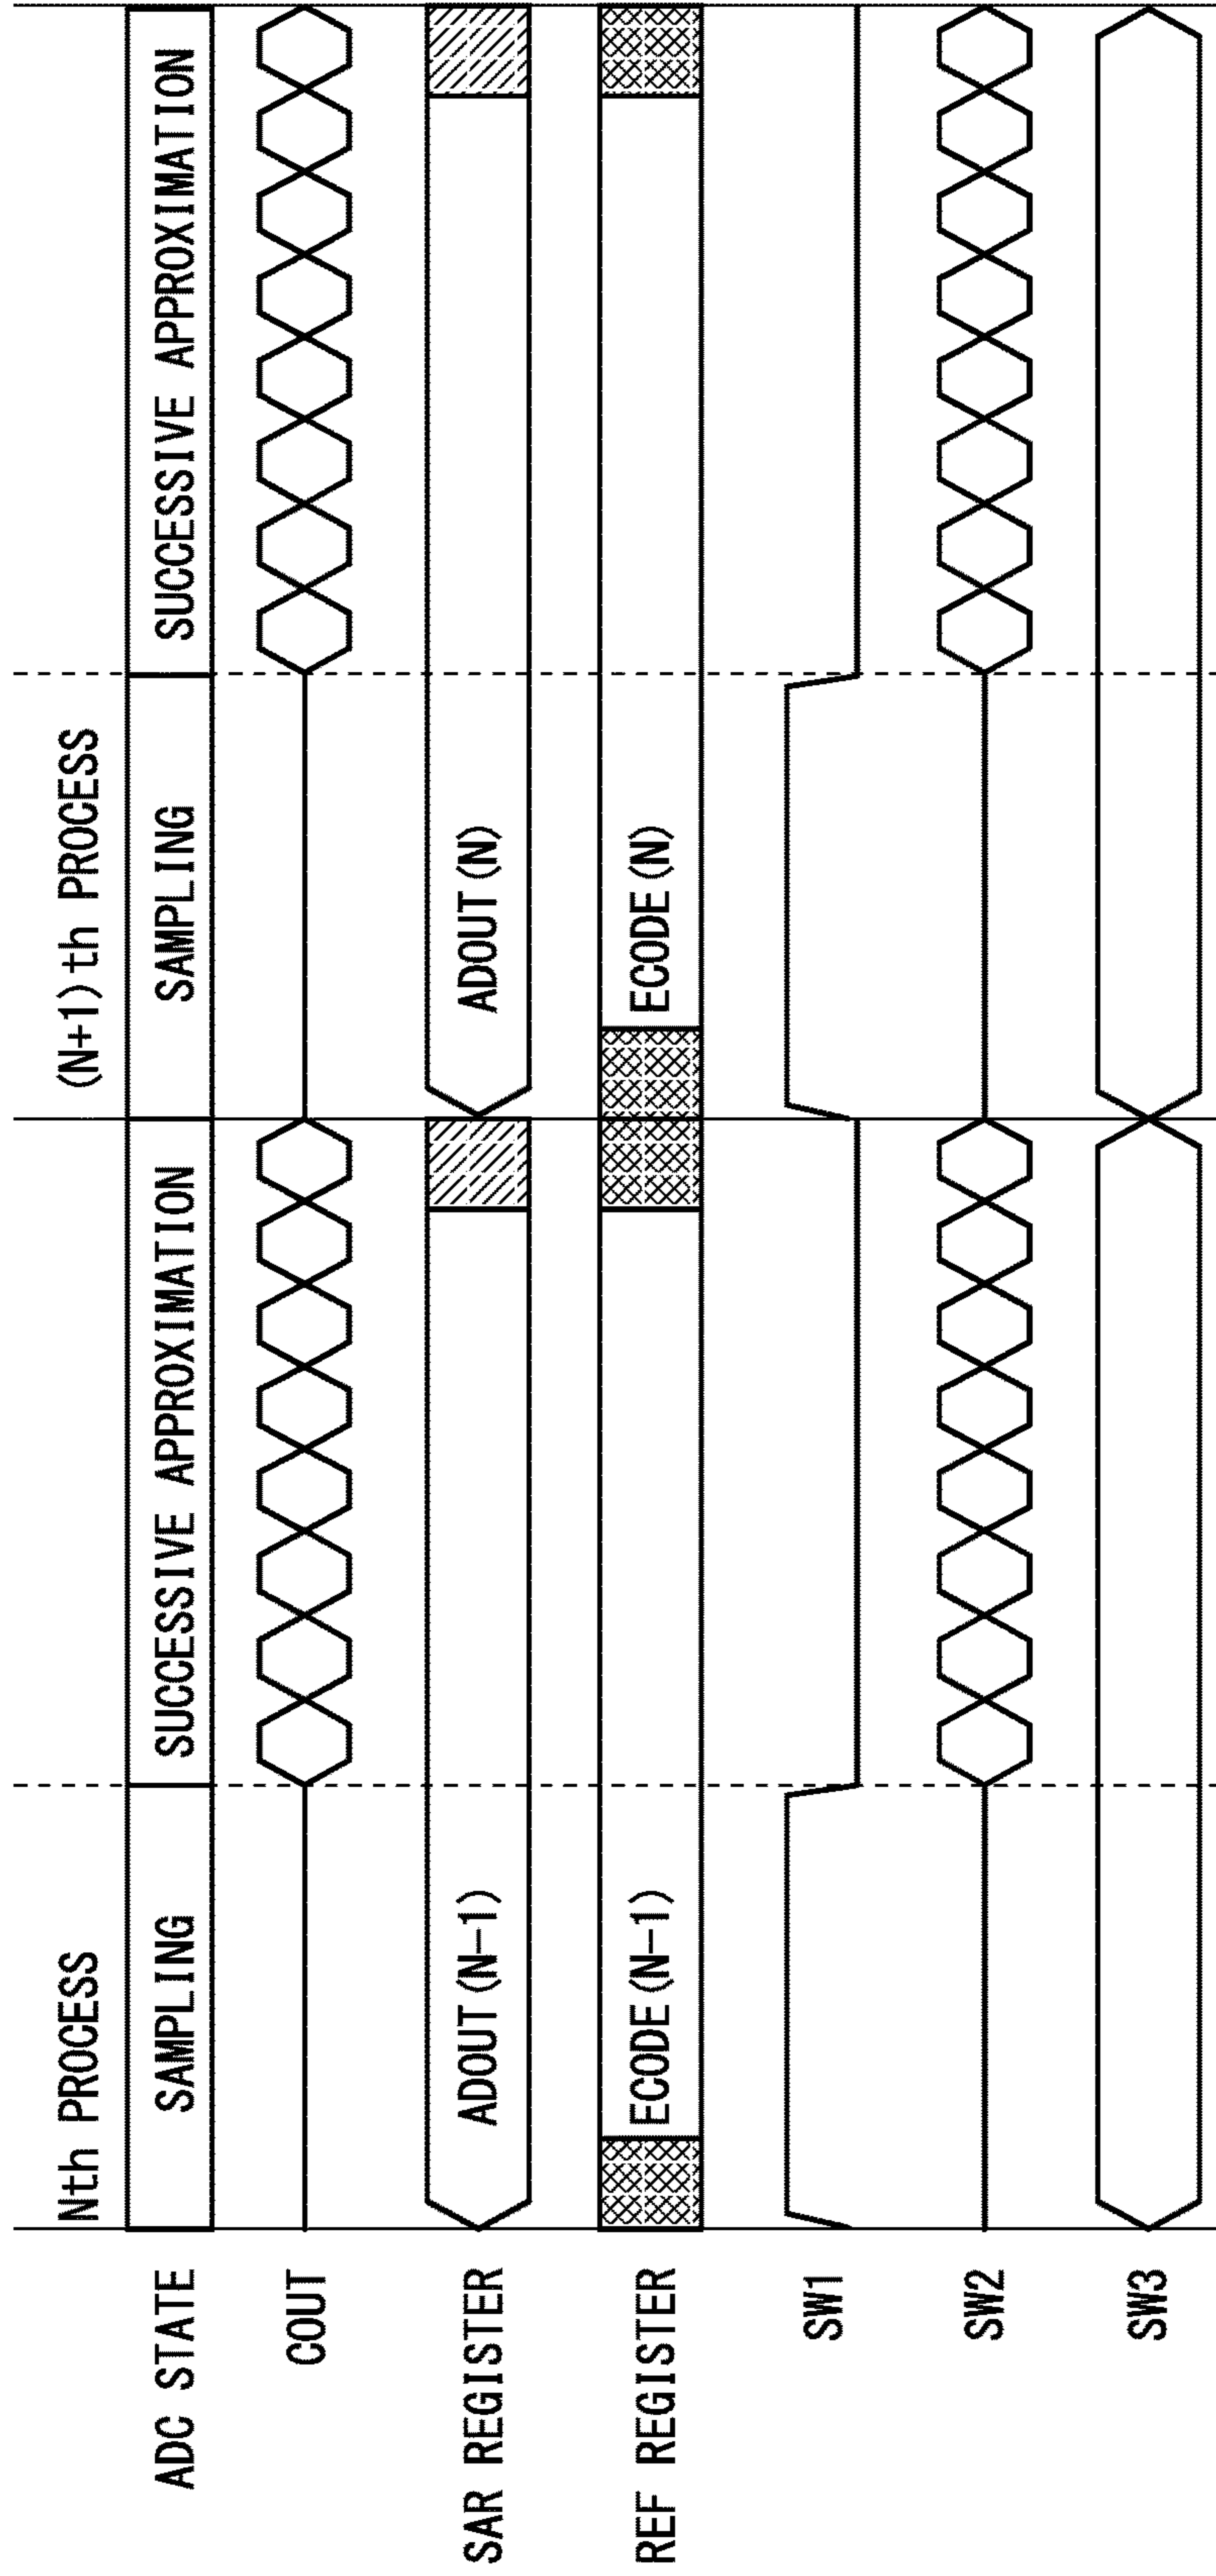 Nth PROCESS
(N+1)th PROCESS
ADC STATE
SAMPLING
SUCCESSIVE APPROXIMATION
SAMPLING
SUCCESSIVE APPROXIMATION
COUT
SAR REGISTER
ADOUT(N-1)
ADOUT(N)
REF REGISTER
ECODE(N-1)
ECODE(N)
SW1
SW2
SW3